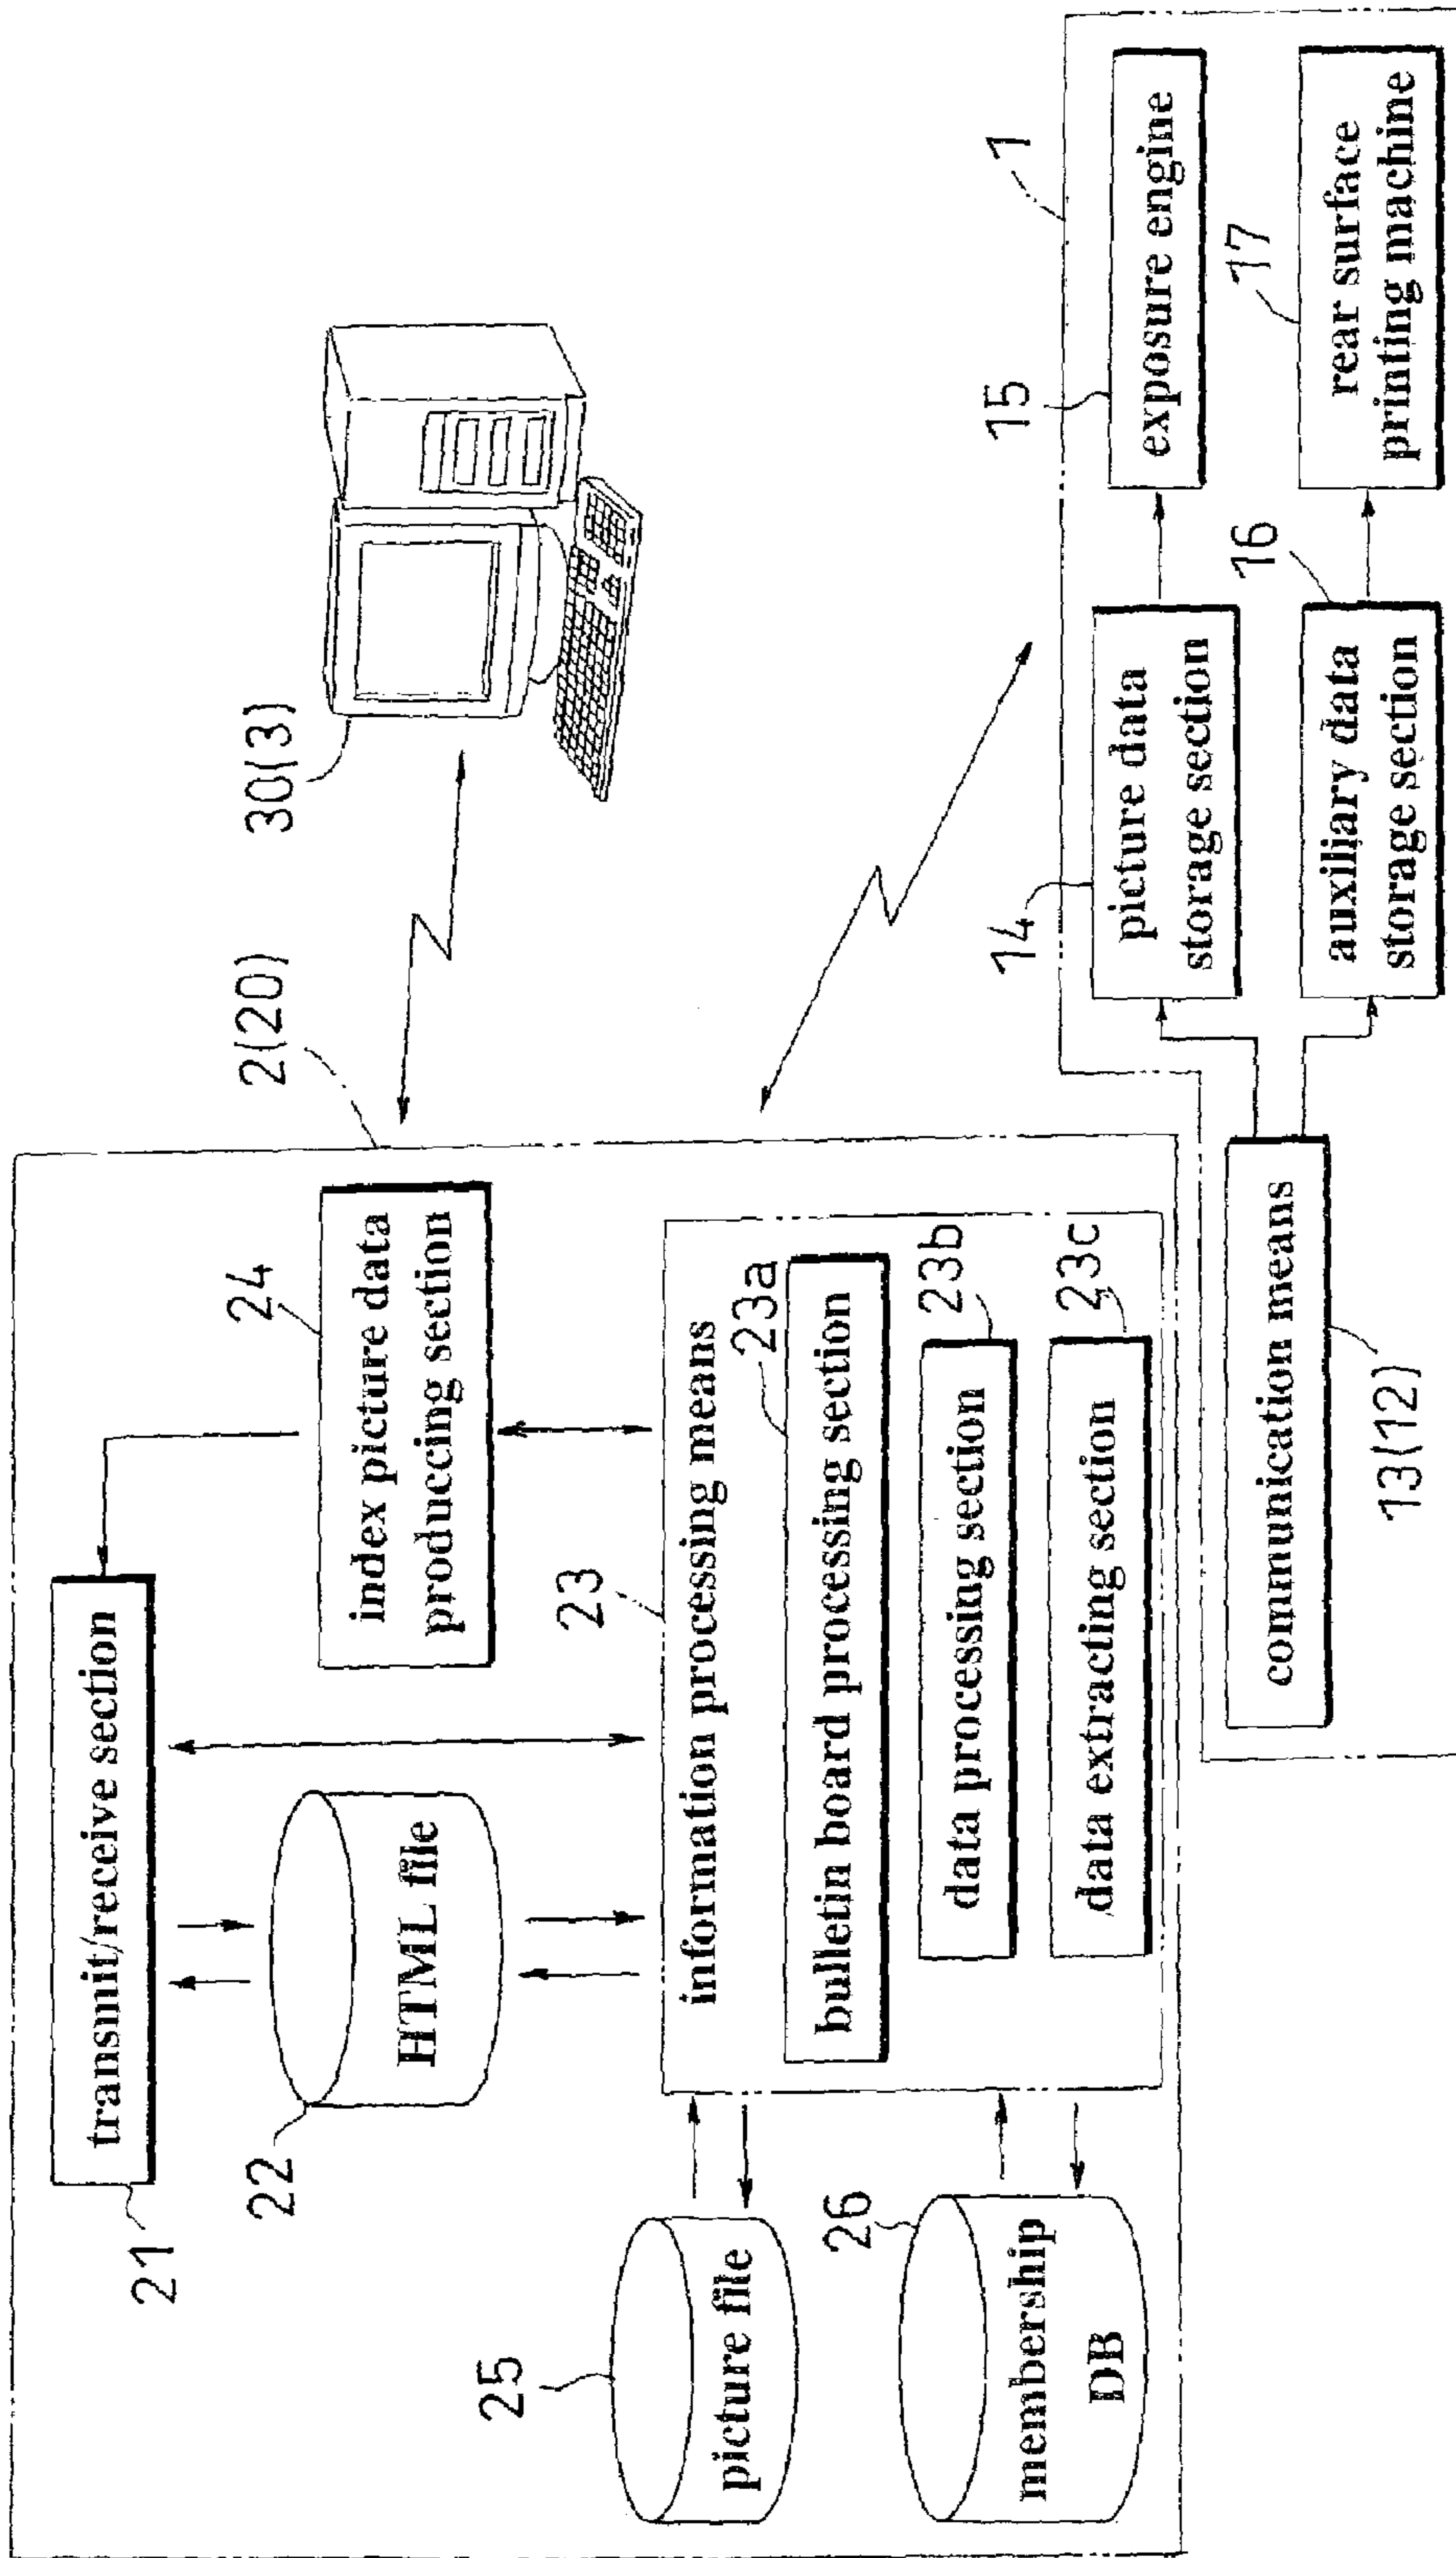 2(20)
30(3)
21
transmit/receive section
24
index picture data
produccing section
22
HTML file
23
information processing means
23a
bulletin board processing section
23b
data processing section
23c
data extracting section
25
picture file
26
membership
DB
1
13(12)
communication means
14
picture data
storage section
15
exposure engine
16
auxiliary data
storage section
17
rear surface
printing machine